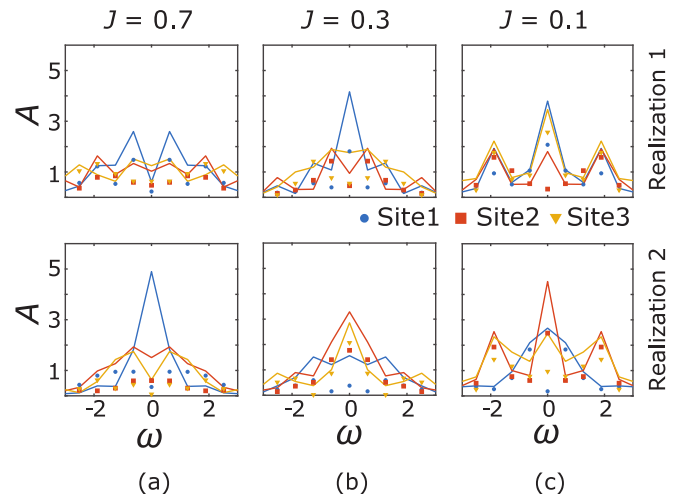 J = 0.7 J = 0.3 J = 0.1
5
3
1
A
Realization 1
Site1 Site2 Site3
5
3
1
A
Realization 2
-2 0 2 -2 0 2 -2 0 2
ω ω ω
(a) (b) (c)